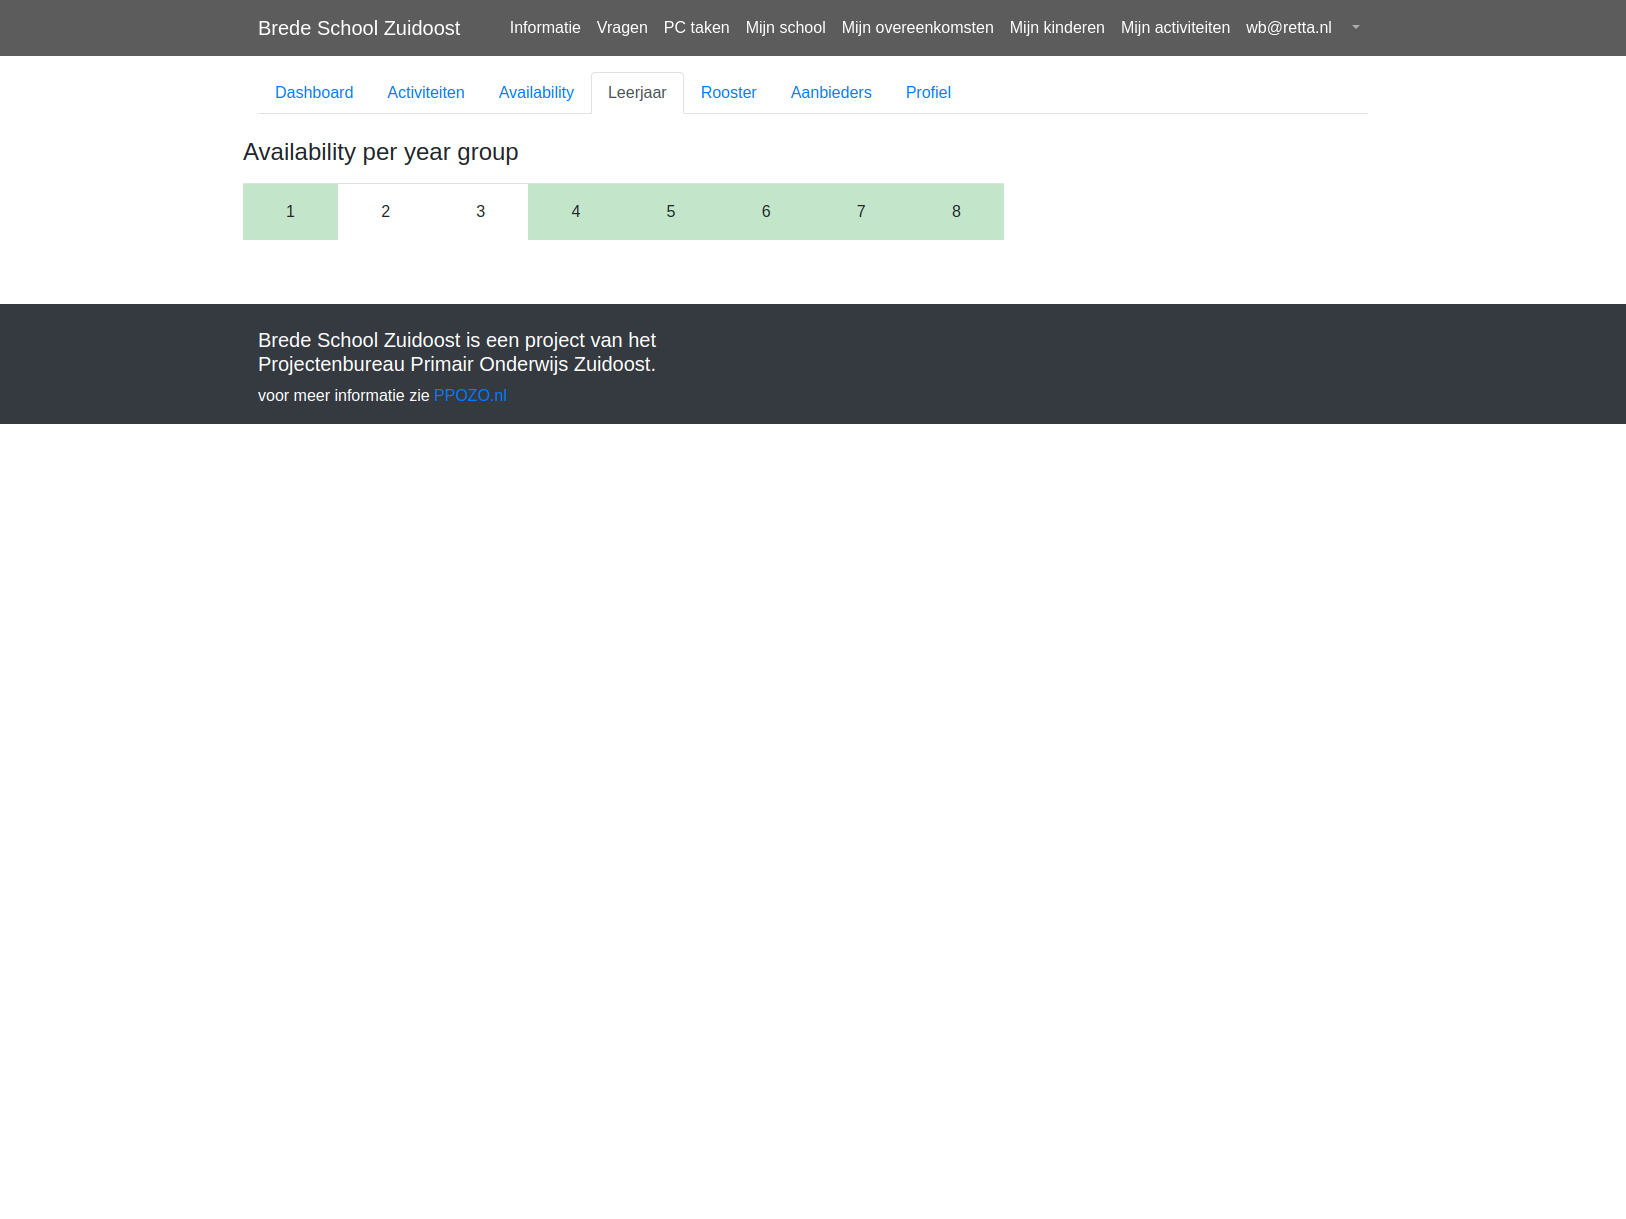 Brede School Zuidoost Informatie Vragen PC taken Mijn school Mijn overeenkomsten Mijn kinderen Mijn activiteiten wb@retta.nl
Dashboard Activiteiten Availability Leerjaar Rooster Aanbieders Profiel
Availability per year group
1 2 3 4 5 6 7 8
Brede School Zuidoost is een project van het
Projectenbureau Primair Onderwijs Zuidoost.
voor meer informatie zie PPOZO.nl